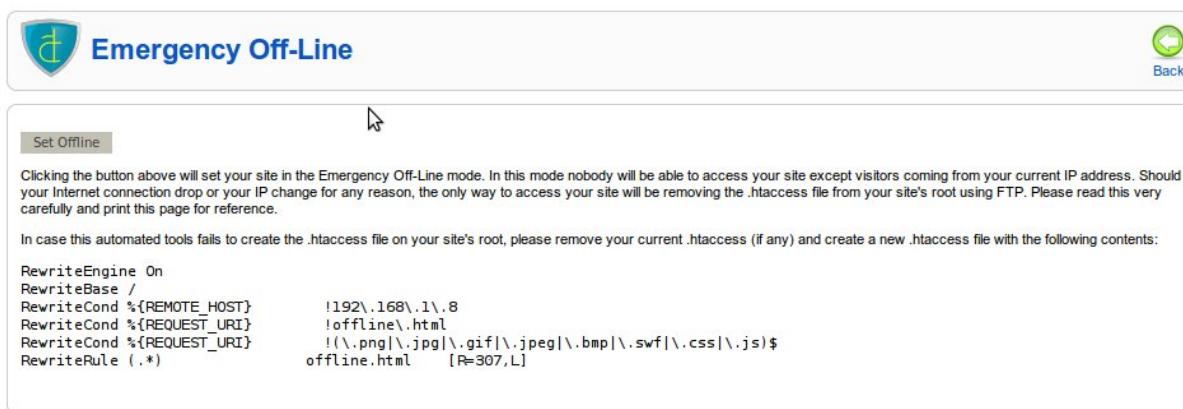 Emergency Off-Line
Back
Set Offline
Clicking the button above will set your site in the Emergency Off-Line mode. In this mode nobody will be able to access your site except visitors coming from your current IP address. Should
your Internet connection drop or your IP change for any reason, the only way to access your site will be removing the .htaccess file from your site's root using FTP. Please read this very
carefully and print this page for reference.
In case this automated tools fails to create the .htaccess file on your site's root, please remove your current .htaccess (if any) and create a new .htaccess file with the following contents:
RewriteEngine On
RewriteBase /
RewriteCond %{REMOTE_HOST} !192\.168\.1\.8
RewriteCond %{REQUEST_URI} !offline\.html
RewriteCond %{REQUEST_URI} !(\.png|\.jpg|\.gif|\.jpeg|\.bmp|\.swf|\.css|\.js)$
RewriteRule (.*) offline.html [R=307,L]